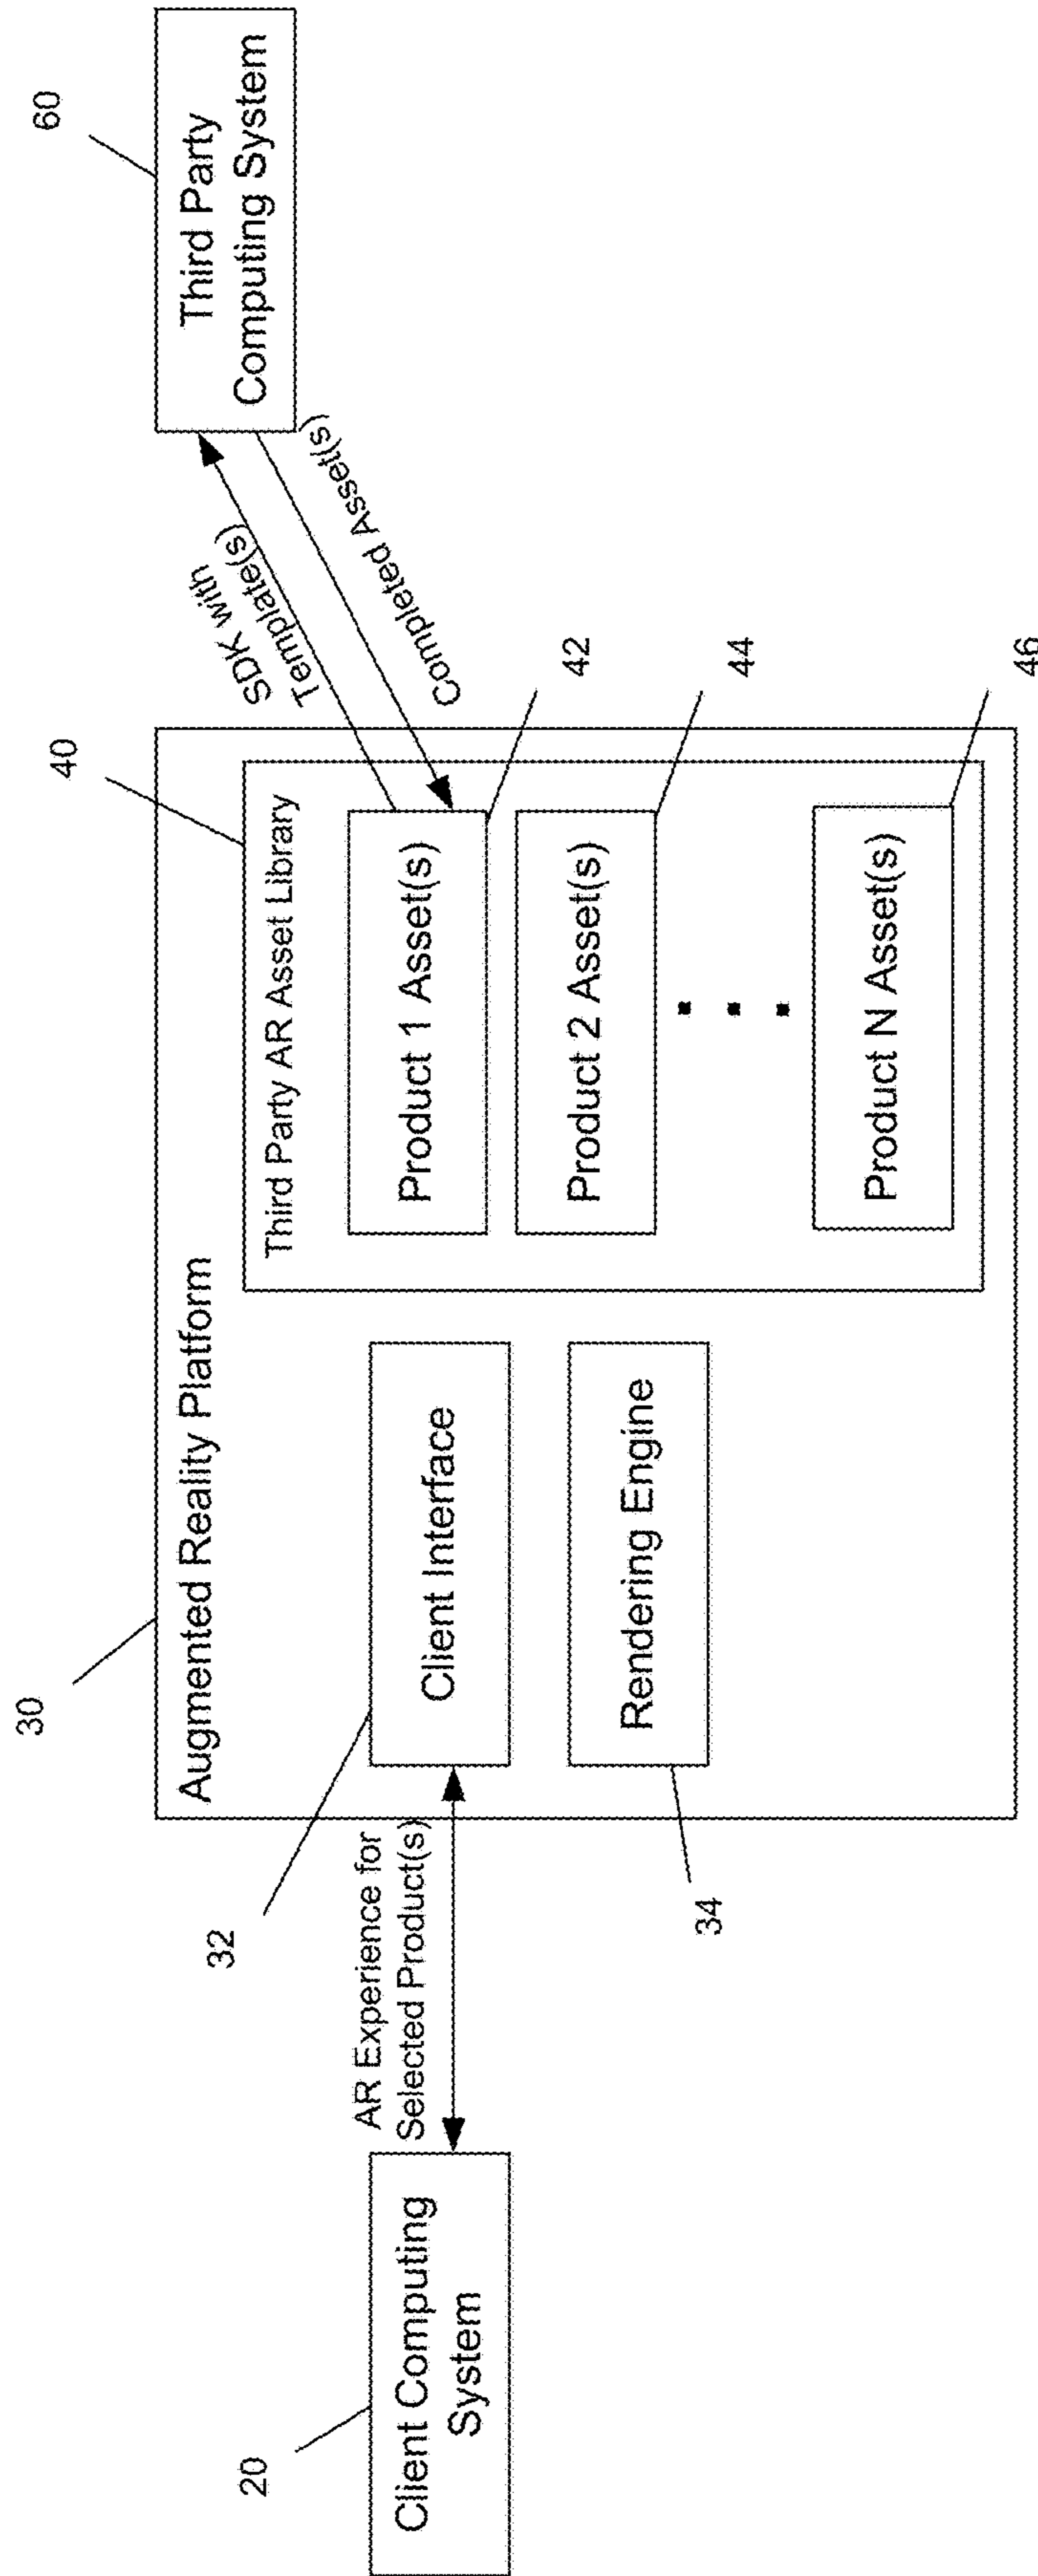 30
Augmented Reality Platform
40
Third Party AR Asset Library
60
Third Party
Computing System
20
Client Computing
System
AR Experience for
Selected Product(s)
32
Client Interface
34
Rendering Engine
Product 1 Asset(s)
42
Product 2 Asset(s)
44
Product N Asset(s)
46
SDK with
Template(s)
Completed Asset(s)